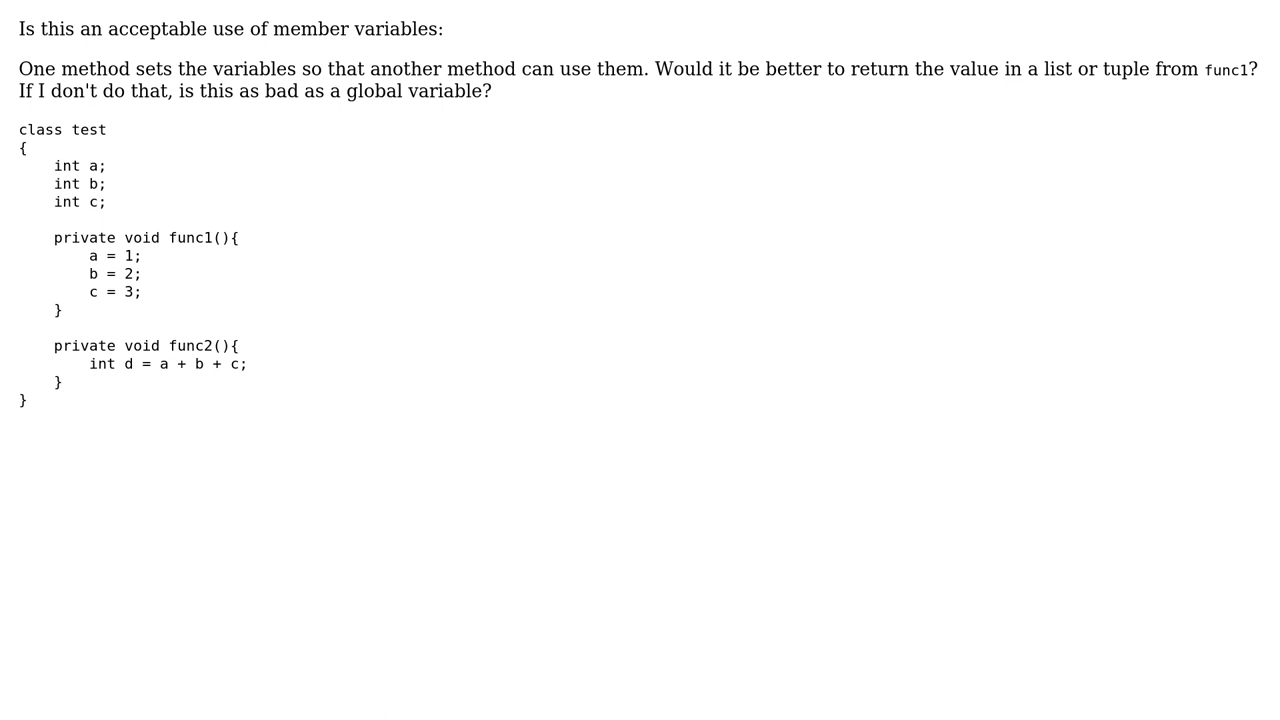 Is this an acceptable use of member variables:
One method sets the variables so that another method can use them. Would it be better to return the value in a list or tuple from func1?
If I don't do that, is this as bad as a global variable?
class test
{
    int a;
    int b;
    int c;

    private void func1(){
        a = 1;
        b = 2;
        c = 3;
    }

    private void func2(){
        int d = a + b + c;
    }
}